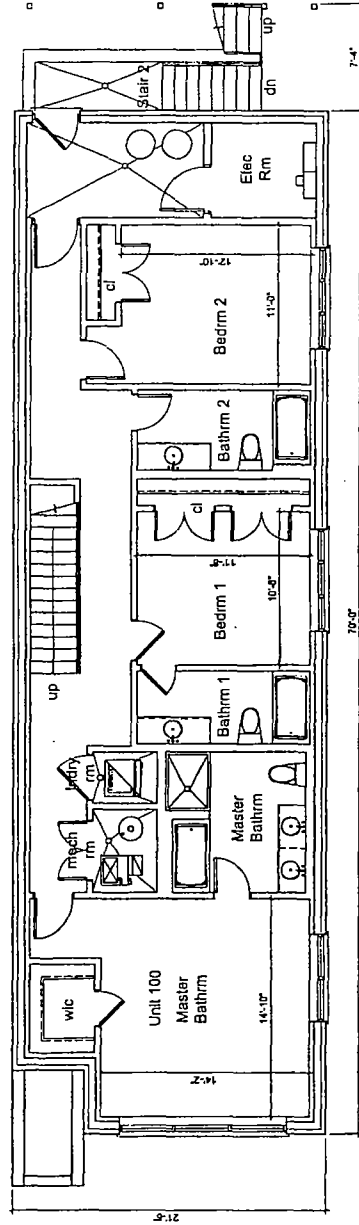 up
7'-4"
Stair 2
dn
Elec
Rm
12'-10"
cl
Bedrm 2
11'-0"
Bathrm 2
cl
11'-8"
Bedrm 1
10'-8"
up
Bathrm 1
lndry
rm
mech
rm
Master
Bathrm
70'-0"
wic
Unit 100
Master
Bathrm
14'-10"
14'-2"
21'-6"